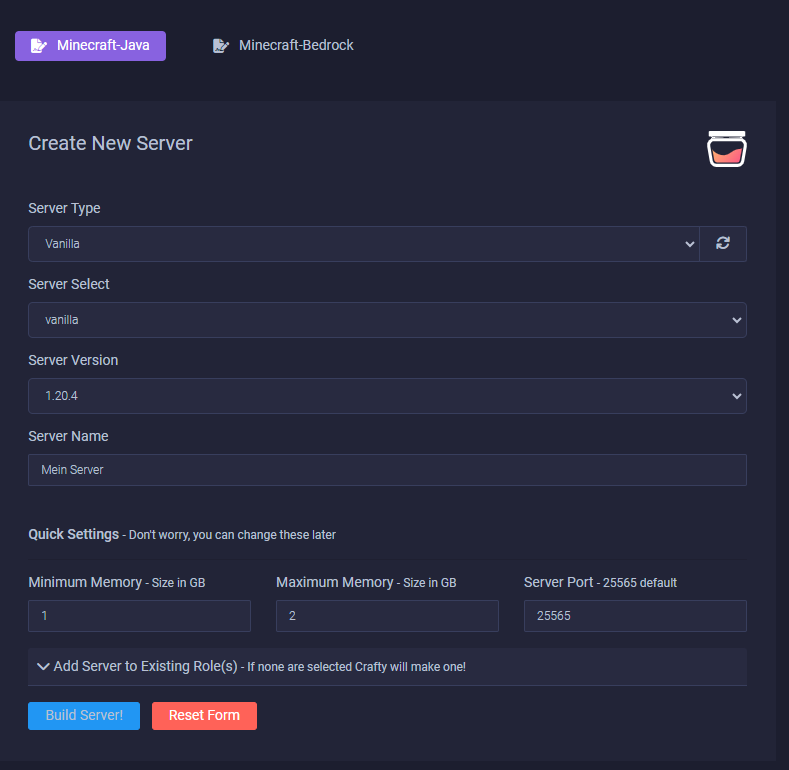 Minecraft-Java Minecraft-Bedrock
Create New Server
Server Type
Vanilla
Server Select
vanilla
Server Version
1.20.4
Server Name
Mein Server
Quick Settings - Don't worry, you can change these later
Minimum Memory - Size in GB Maximum Memory - Size in GB Server Port - 25565 default
1 2 25565
Add Server to Existing Role(s) - If none are selected Crafty will make one!
Build Server! Reset Form